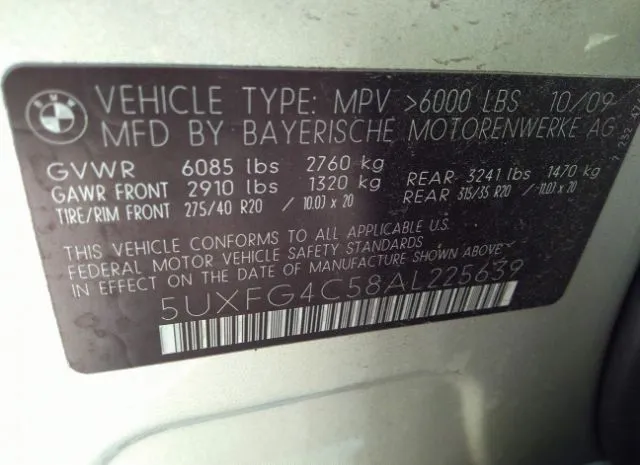 BMW
VEHICLE TYPE: MPV >6000 LBS 10/09
MFD BY BAYERISCHE MOTORENWERKE AG
GVWR 6085 lbs 2760 kg
GAWR FRONT 2910 lbs 1320 kg REAR 3241 lbs 1470 kg
TIRE/RIM FRONT 275/40 R20 / 10.0J x 20 REAR 315/35 R20 / 11.0J x 20
THIS VEHICLE CONFORMS TO ALL APPLICABLE U.S.
FEDERAL MOTOR VEHICLE SAFETY STANDARDS
IN EFFECT ON THE DATE OF MANUFACTURE SHOWN ABOVE.
5UXFG4C58AL225639